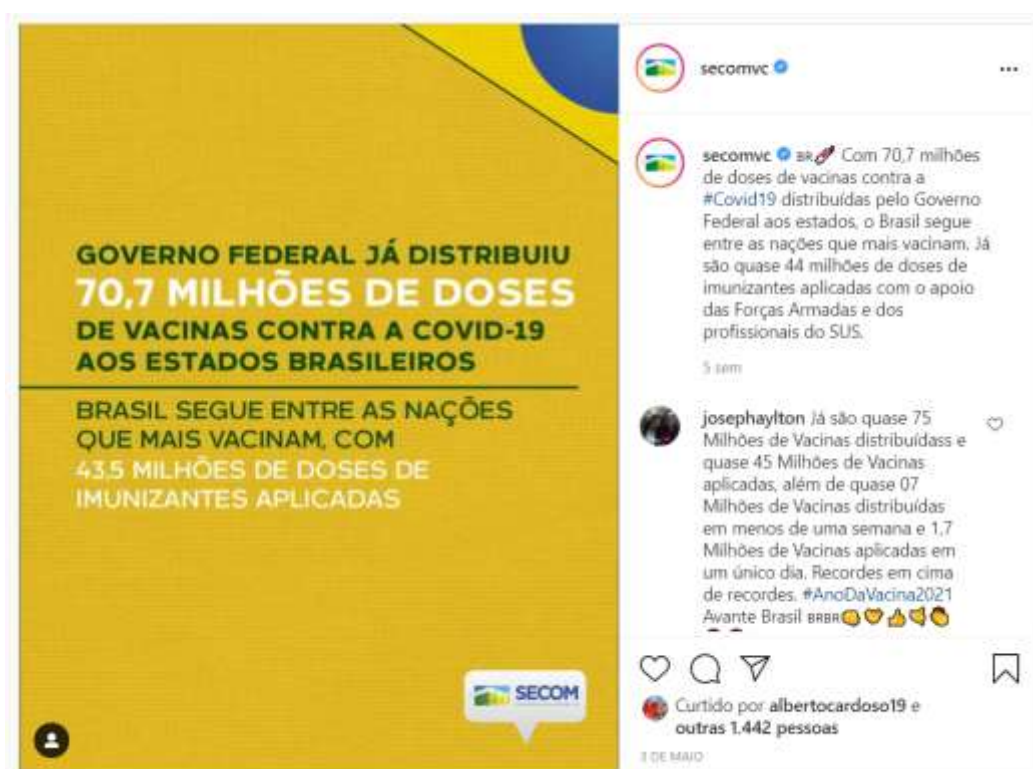 GOVERNO FEDERAL JÁ DISTRIBUIU
70,7 MILHÕES DE DOSES
DE VACINAS CONTRA A COVID-19
AOS ESTADOS BRASILEIROS
BRASIL SEGUE ENTRE AS NAÇÕES
QUE MAIS VACINAM, COM
43,5 MILHÕES DE DOSES DE
IMUNIZANTES APLICADAS
SECOM
secomvc
secomvc BR Com 70,7 milhões
de doses de vacinas contra a
#Covid19 distribuídas pelo Governo
Federal aos estados, o Brasil segue
entre as nações que mais vacinam. Já
são quase 44 milhões de doses de
imunizantes aplicadas com o apoio
das Forças Armadas e dos
profissionais do SUS.
5 sem
josephaylton Já são quase 75
Milhões de Vacinas distribuídass e
quase 45 Milhões de Vacinas
aplicadas, além de quase 07
Milhões de Vacinas distribuídas
em menos de uma semana e 1,7
Milhões de Vacinas aplicadas em
um único dia. Recordes em cima
de recordes. #AnoDaVacina2021
Avante Brasil BRBR
Curtido por albertocardoso19 e
outras 1.442 pessoas
3 DE MAIO